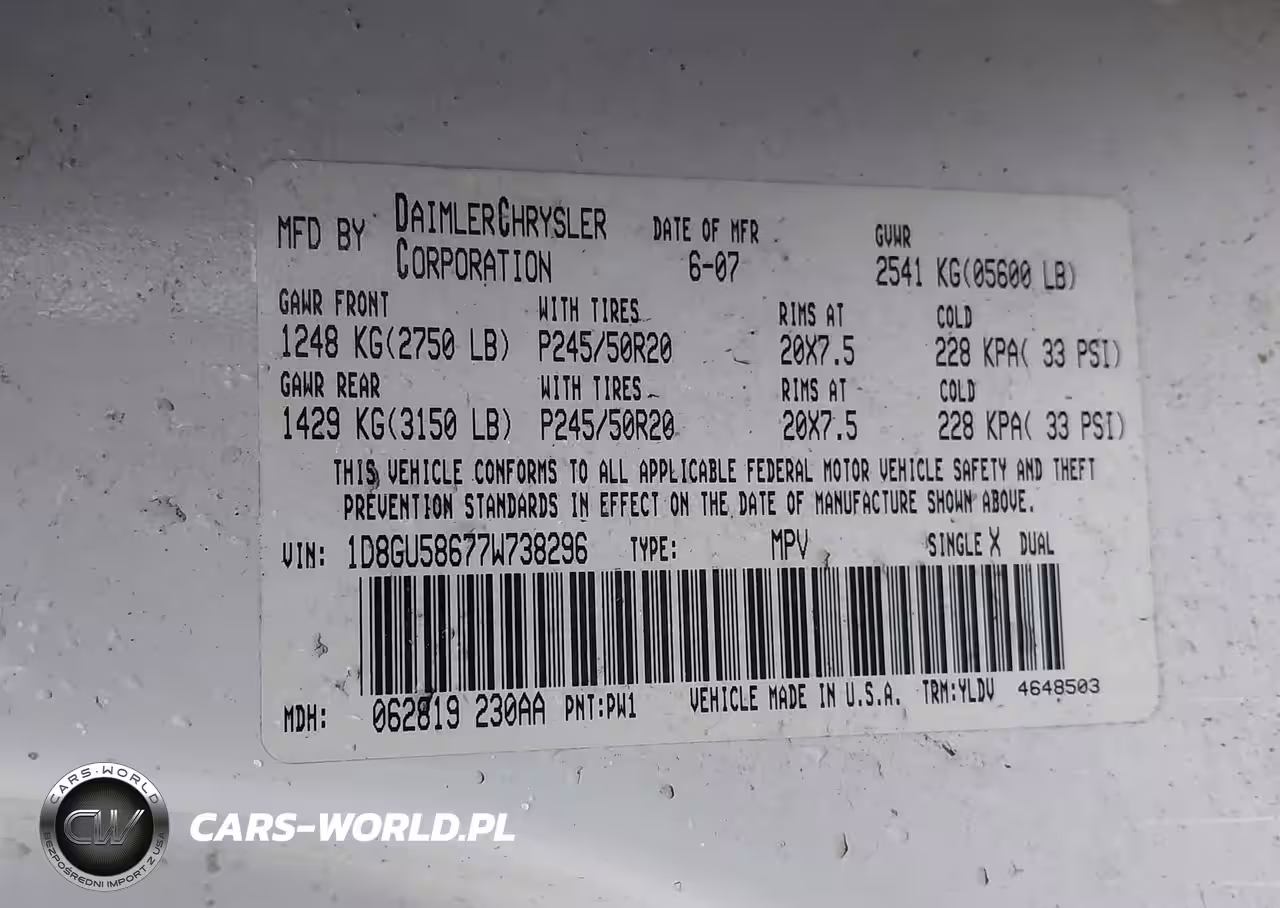 MFD BY DAIMLERCHRYSLER CORPORATION DATE OF MFR 6-07 GVWR 2541 KG(05600 LB)
GAWR FRONT WITH TIRES RIMS AT COLD
1248 KG(2750 LB) P245/50R20 20X7.5 228 KPA( 33 PSI)
GAWR REAR WITH TIRES RIMS AT COLD
1429 KG(3150 LB) P245/50R20 20X7.5 228 KPA( 33 PSI)
THIS VEHICLE CONFORMS TO ALL APPLICABLE FEDERAL MOTOR VEHICLE SAFETY AND THEFT
PREVENTION STANDARDS IN EFFECT ON THE DATE OF MANUFACTURE SHOWN ABOVE.
VIN: 1D8GU58677W738296 TYPE: MPV SINGLE X DUAL
MDH: 062819 230AA PNT:PW1 VEHICLE MADE IN U.S.A. TRM:YLDV 4648503
CARS-WORLD
CW
BEZPOŚREDNI IMPORT Z USA
CARS-WORLD.PL